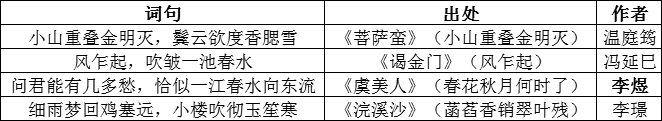 词句 出处 作者
小山重叠金明灭，鬓云欲度香腮雪 《菩萨蛮》（小山重叠金明灭） 温庭筠
风乍起，吹皱一池春水 《谒金门》（风乍起） 冯延巳
问君能有几多愁，恰似一江春水向东流 《虞美人》（春花秋月何时了） 李煜
细雨梦回鸡塞远，小楼吹彻玉笙寒 《浣溪沙》（菡萏香销翠叶残） 李璟